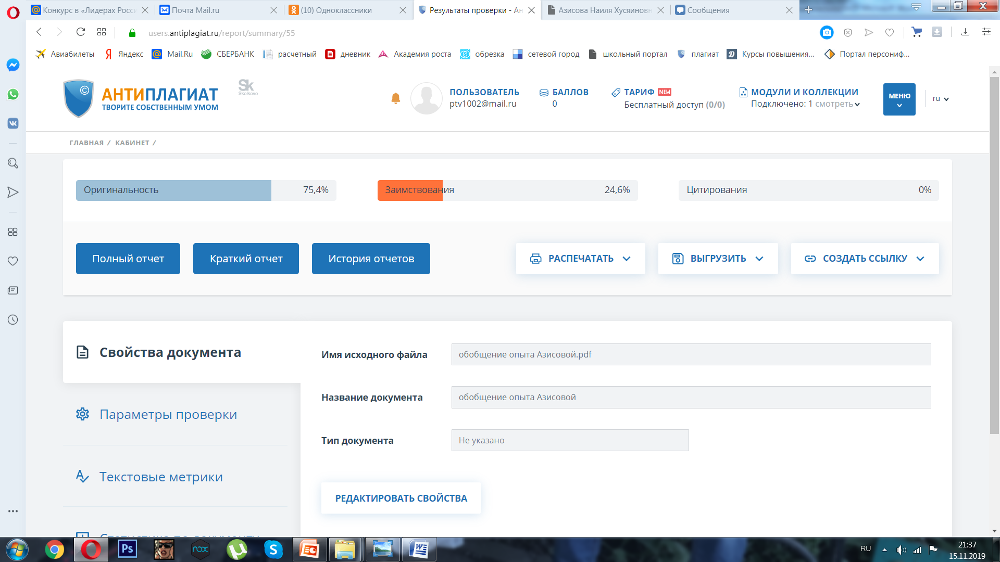 Конкурс в «Лидерах Росси
Почта Mail.ru
(10) Одноклассники
Результаты проверки - Ан
Азисова Наиля Хусяиновн
Сообщения
users.antiplagiat.ru/report/summary/55
Авиабилеты
Яндекс
Mail.Ru
СБЕРБАНК
расчетный
дневник
Академия роста
обрезка
сетевой город
школьный портал
плагиат
Курсы повышения...
Портал персониф...
АНТИПЛАГИАТ
ТВОРИТЕ СОБСТВЕННЫМ УМОМ
Sk
Skolkovo
ПОЛЬЗОВАТЕЛЬ
ptv1002@mail.ru
БАЛЛОВ
0
ТАРИФ NEW
Бесплатный доступ (0/0)
МОДУЛИ И КОЛЛЕКЦИИ
Подключено: 1 смотреть
МЕНЮ
ru
ГЛАВНАЯ / КАБИНЕТ /
Оригинальность 75,4%
Заимствования 24,6%
Цитирования 0%
Полный отчет
Краткий отчет
История отчетов
РАСПЕЧАТАТЬ
ВЫГРУЗИТЬ
СОЗДАТЬ ССЫЛКУ
Свойства документа
Параметры проверки
Текстовые метрики
Статистика по документу
Имя исходного файла
обобщение опыта Азисовой.pdf
Название документа
обобщение опыта Азисовой
Тип документа
Не указано
РЕДАКТИРОВАТЬ СВОЙСТВА
Ps
nox
RU
21:37
15.11.2019